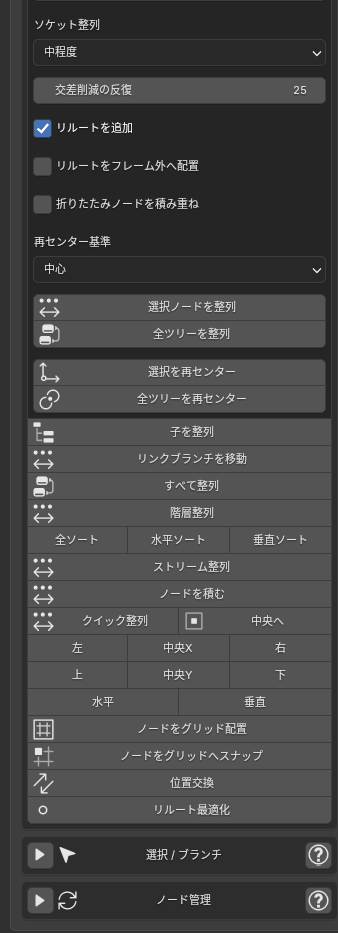 ソケット整列
中程度
交差削減の反復 25
リルートを追加
リルートをフレーム外へ配置
折りたたみノードを積み重ね
再センター基準
中心
選択ノードを整列
全ツリーを整列
選択を再センター
全ツリーを再センター
子を整列
リンクブランチを移動
すべて整列
階層整列
全ソート 水平ソート 垂直ソート
ストリーム整列
ノードを積む
クイック整列 中央へ
左 中央X 右
上 中央Y 下
水平 垂直
ノードをグリッド配置
ノードをグリッドへスナップ
位置交換
リルート最適化
選択 / ブランチ
ノード管理